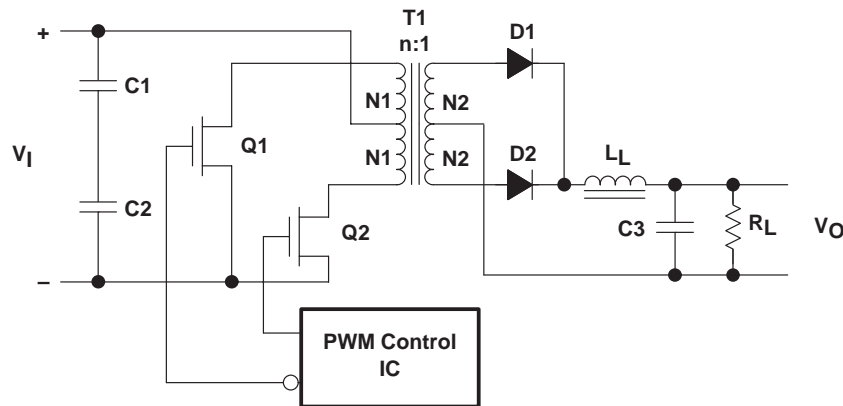 T1
n:1
D1
+
C1
N1
N2
Q1
VI
N1
N2
D2
LL
C2
Q2
C3
RL
VO
–
PWM Control
IC